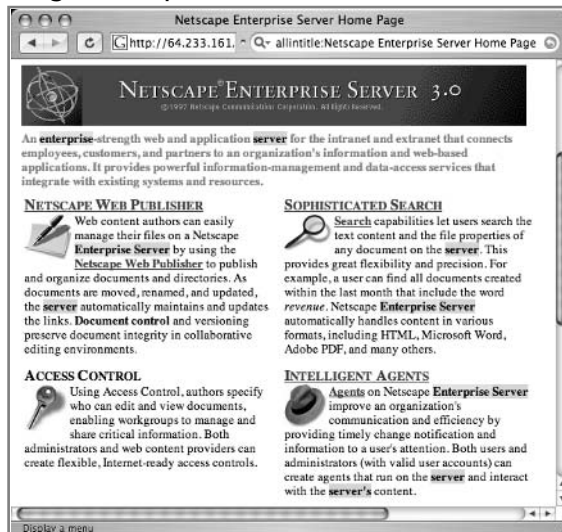 Netscape Enterprise Server Home Page
http://64.233.161. allintitle:Netscape Enterprise Server Home Page
NETSCAPE® ENTERPRISE SERVER 3.0
©1997 Netscape Communication Corporation. All Rights Reserved.
An enterprise-strength web and application server for the intranet and extranet that connects
employees, customers, and partners to an organization's information and web-based
applications. It provides powerful information-management and data-access services that
integrate with existing systems and resources.
NETSCAPE WEB PUBLISHER
Web content authors can easily
manage their files on a Netscape
Enterprise Server by using the
Netscape Web Publisher to publish
and organize documents and directories. As
documents are moved, renamed, and updated,
the server automatically maintains and updates
the links. Document control and versioning
preserve document integrity in collaborative
editing environments.
SOPHISTICATED SEARCH
Search capabilities let users search the
text content and the file properties of
any document on the server. This
provides great flexibility and precision. For
example, a user can find all documents created
within the last month that include the word
revenue. Netscape Enterprise Server
automatically handles content in various
formats, including HTML, Microsoft Word,
Adobe PDF, and many others.
ACCESS CONTROL
Using Access Control, authors specify
who can edit and view documents,
enabling workgroups to manage and
share critical information. Both
administrators and web content providers can
create flexible, Internet-ready access controls.
INTELLIGENT AGENTS
Agents on Netscape Enterprise Server
improve an organization's
communication and efficiency by
providing timely change notification and
information to a user's attention. Both users and
administrators (with valid user accounts) can
create agents that run on the server and interact
with the server's content.
Display a menu